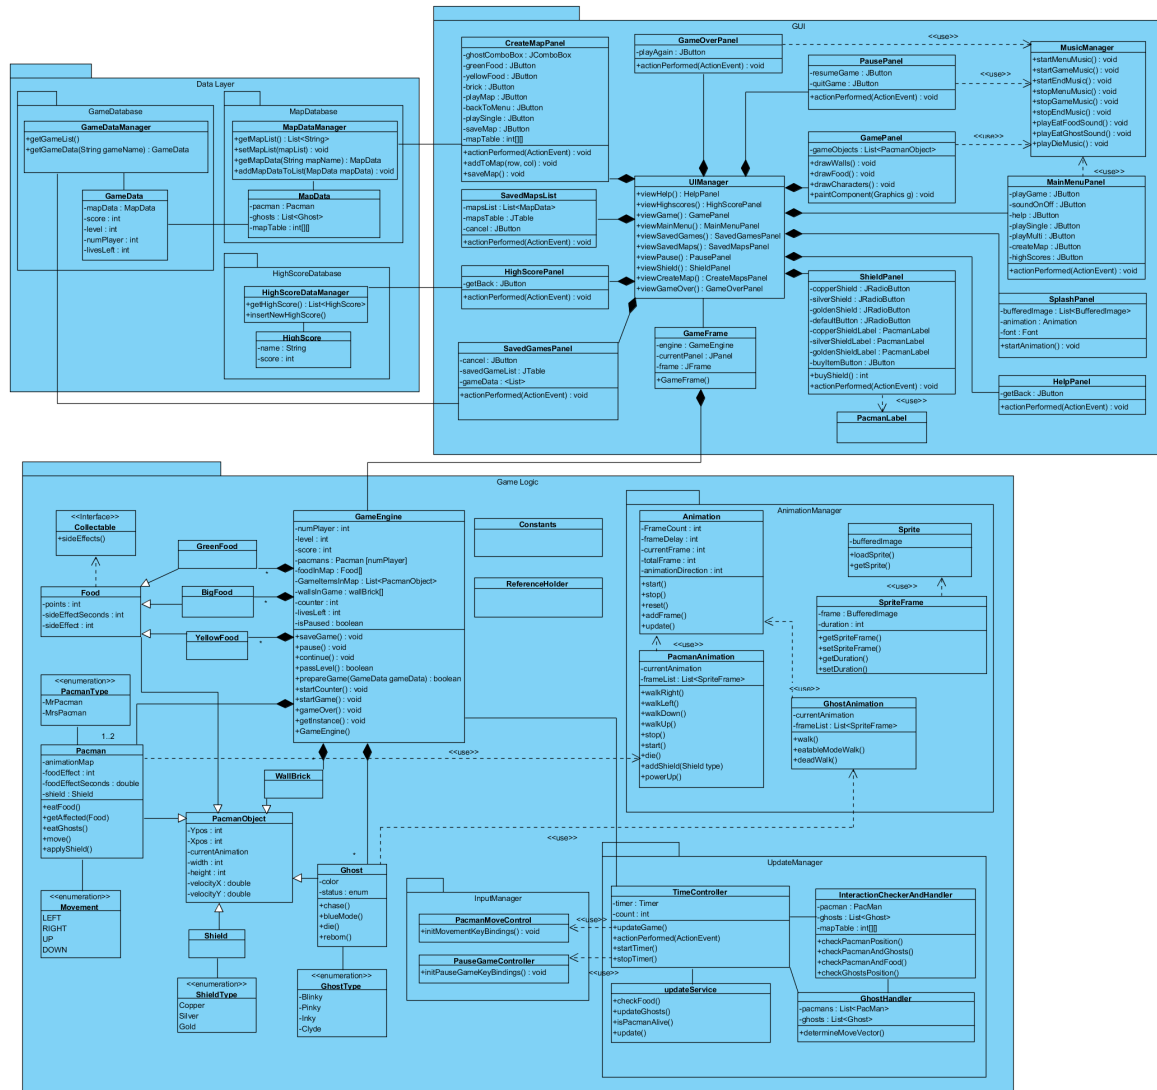 GUI
CreateMapPanel
-ghostComboBox : JComboBox
-greenFood : JButton
-yellowFood : JButton
-brick : JButton
-playMap : JButton
-backToMenu : JButton
-playSingle : JButton
-saveMap : JButton
-mapTable : int[][]
+actionPerformed(ActionEvent) : void
+addToMap(row, col)
+saveMap() : void
GameOverPanel
-playAgain : JButton
+actionPerformed(ActionEvent) : void
<<use>>
MusicManager
+startMenuMusic() : void
+startGameMusic() : void
+startEndMusic() : void
+stopMenuMusic() : void
+stopGameMusic() : void
+stopEndMusic() : void
+playEatFoodSound() : void
+playEatGhostSound() : void
+playDieMusic() : void
PausePanel
-resumeGame : JButton
-quitGame : JButton
+actionPerformed(ActionEvent) : void
<<use>>
GamePanel
-gameObjects : List<PacmanObject>
+drawWalls() : void
+drawFood() : void
+drawCharacters() : void
+paintComponent(Graphics g) : void
<<use>>
<<use>>
MainMenuPanel
-playGame : JButton
-soundOnOff : JButton
-help : JButton
-playSingle : JButton
-playMulti : JButton
-createMap : JButton
-highScores : JButton
+actionPerformed(ActionEvent) : void
UIManager
+viewHelp() : HelpPanel
+viewHighscores() : HighScorePanel
+viewGame() : GamePanel
+viewMainMenu() : MainMenuPanel
+viewSavedGames() : SavedGamesPanel
+viewSavedMaps() : SavedMapsPanel
+viewPause() : PausePanel
+viewShield() : ShieldPanel
+viewCreateMap() : CreateMapsPanel
+viewGameOver() : GameOverPanel
SavedMapsList
-mapsList : List<MapData>
-mapsTable : JTable
-cancel : JButton
+actionPerformed(ActionEvent) : void
HighScorePanel
-getBack : JButton
+actionPerformed(ActionEvent) : void
SavedGamesPanel
-cancel : JButton
-savedGameList : JTable
-gameData : <List>
+actionPerformed(ActionEvent) : void
GameFrame
-engine : GameEngine
-currentPanel : JPanel
-frame : JFrame
+GameFrame()
ShieldPanel
-copperShield : JRadioButton
-silverShield : JRadioButton
-goldenShield : JRadioButton
-defaultButton : JRadioButton
-copperShieldLabel : PacmanLabel
-silverShieldLabel : PacmanLabel
-goldenShieldLabel : PacmanLabel
-buyItemButton : JButton
+buyShield() : int
+actionPerformed(ActionEvent) : void
<<use>>
PacmanLabel
SplashPanel
-bufferedImage : List<BufferedImage>
-animation : Animation
-font : Font
+startAnimation() : void
HelpPanel
-getBack : JButton
+actionPerformed(ActionEvent) : void
Data Layer
GameDatabase
GameDataManager
+getGameList()
+getGameData(String gameName) : GameData
GameData
-mapData : MapData
-score : int
-level : int
-numPlayer : int
-livesLeft : int
MapDatabase
MapDataManager
+getMapList() : List<String>
+setMapList(mapList) : void
+getMapData(String mapName) : MapData
+addMapDataToList(MapData mapData) : void
MapData
-pacman : Pacman
-ghosts : List<Ghost>
-mapTable : int[][]
HighScoreDatabase
HighScoreDataManager
+getHighScore() : List<HighScore>
+insertNewHighScore()
HighScore
-name : String
-score : int
Game Logic
<<Interface>>
Collectable
+sideEffects()
Food
-points : int
-sideEffectSeconds : int
-sideEffect : int
GreenFood
*
BigFood
*
YellowFood
*
GameEngine
-numPlayer : int
-level : int
-score : int
-pacmans : Pacman [numPlayer]
-foodInMap : Food[]
-GameItemsInMap : List<PacmanObject>
-wallsInGame : wallBrick[]
-counter : int
-livesLeft : int
-isPaused : boolean
+saveGame() : void
+pause() : void
+continue() : void
+passLevel() : boolean
+prepareGame(GameData gameData) : boolean
+startCounter() : void
+startGame() : void
+gameOver() : void
+getInstance() : void
+GameEngine()
Constants
ReferenceHolder
<<enumeration>>
PacmanType
-MrPacman
-MrsPacman
1..2
Pacman
-animationMap
-foodEffect : int
-foodEffectSeconds : double
-shield : Shield
+eatFood()
+getAffected(Food)
+eatGhosts()
+move()
+applyShield()
<<use>>
<<enumeration>>
Movement
LEFT
RIGHT
UP
DOWN
WallBrick
*
PacmanObject
-Ypos : int
-Xpos : int
-currentAnimation
-width : int
-height : int
-velocityX : double
-velocityY : double
Shield
<<enumeration>>
ShieldType
Copper
Silver
Gold
*
Ghost
-color
-status : enum
+chase()
+blueMode()
+die()
+reborn()
<<enumeration>>
GhostType
-Blinky
-Pinky
-Inky
-Clyde
AnimationManager
Animation
-FrameCount : int
-frameDelay : int
-currentFrame : int
-totalFrame : int
-animationDirection : int
+start()
+stop()
+reset()
+addFrame()
+update()
<<use>>
PacmanAnimation
-currentAnimation
-frameList : List<SpriteFrame>
+walkRight()
+walkLeft()
+walkDown()
+walkUp()
+stop()
+start()
+die()
+addShield(Shield type)
+powerUp()
Sprite
-bufferedImage
+loadSprite()
+getSprite()
<<use>>
SpriteFrame
-frame : BufferedImage
-duration : int
+getSpriteFrame()
+setSpriteFrame()
+getDuration()
+setDuration()
<<use>>
GhostAnimation
-currentAnimation
-frameList : List<SpriteFrame>
+walk()
+eatableModeWalk()
+deadWalk()
<<use>>
InputManager
PacmanMoveControl
+initMovementKeyBindings() : void
<<use>>
PauseGameController
+initPauseGameKeyBindings() : void
<<use>>
UpdateManager
TimeController
-timer : Timer
-count : int
+updateGame()
+actionPerformed(ActionEvent)
+startTimer()
+stopTimer()
InteractionCheckerAndHandler
-pacman : PacMan
-ghosts : List<Ghost>
-mapTable : int[][]
+checkPacmanPosition()
+checkPacmanAndGhosts()
+checkPacmanAndFood()
+checkGhostsPosition()
updateService
+checkFood()
+updateGhosts()
+isPacmanAlive()
+update()
GhostHandler
-pacmans : List<PacMan>
-ghosts : List<Ghost>
+determineMoveVector()